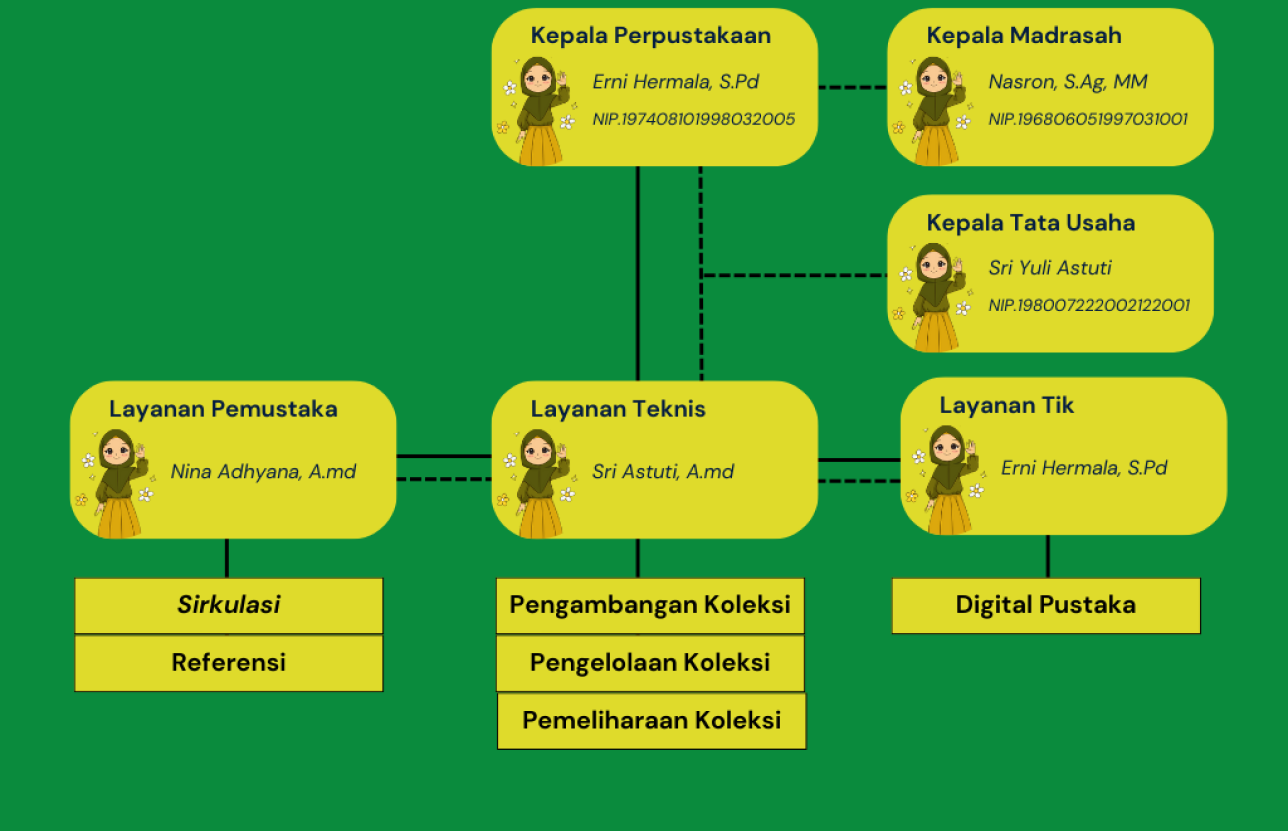 Kepala Perpustakaan
Erni Hermala, S.Pd
NIP.197408101998032005
Kepala Madrasah
Nasron, S.Ag, MM
NIP.196806051997031001
Kepala Tata Usaha
Sri Yuli Astuti
NIP.198007222002122001
Layanan Pemustaka
Nina Adhyana, A.md
Layanan Teknis
Sri Astuti, A.md
Layanan Tik
Erni Hermala, S.Pd
Sirkulasi
Referensi
Pengambangan Koleksi
Pengelolaan Koleksi
Pemeliharaan Koleksi
Digital Pustaka